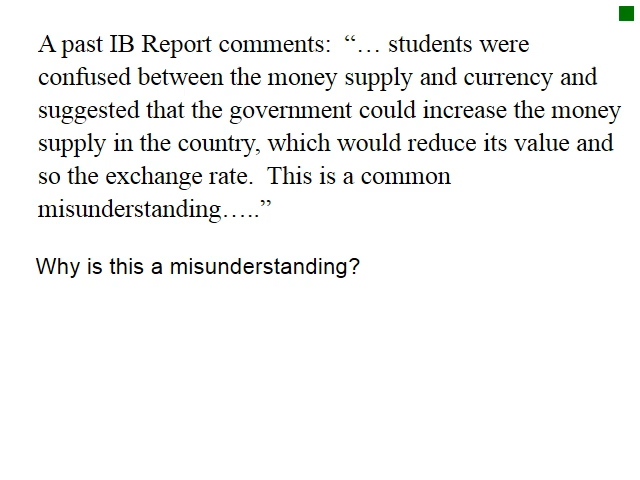 A past IB Report comments:  “… students were
confused between the money supply and currency and
suggested that the government could increase the money
supply in the country, which would reduce its value and
so the exchange rate.  This is a common
misunderstanding…..”
Why is this a misunderstanding?